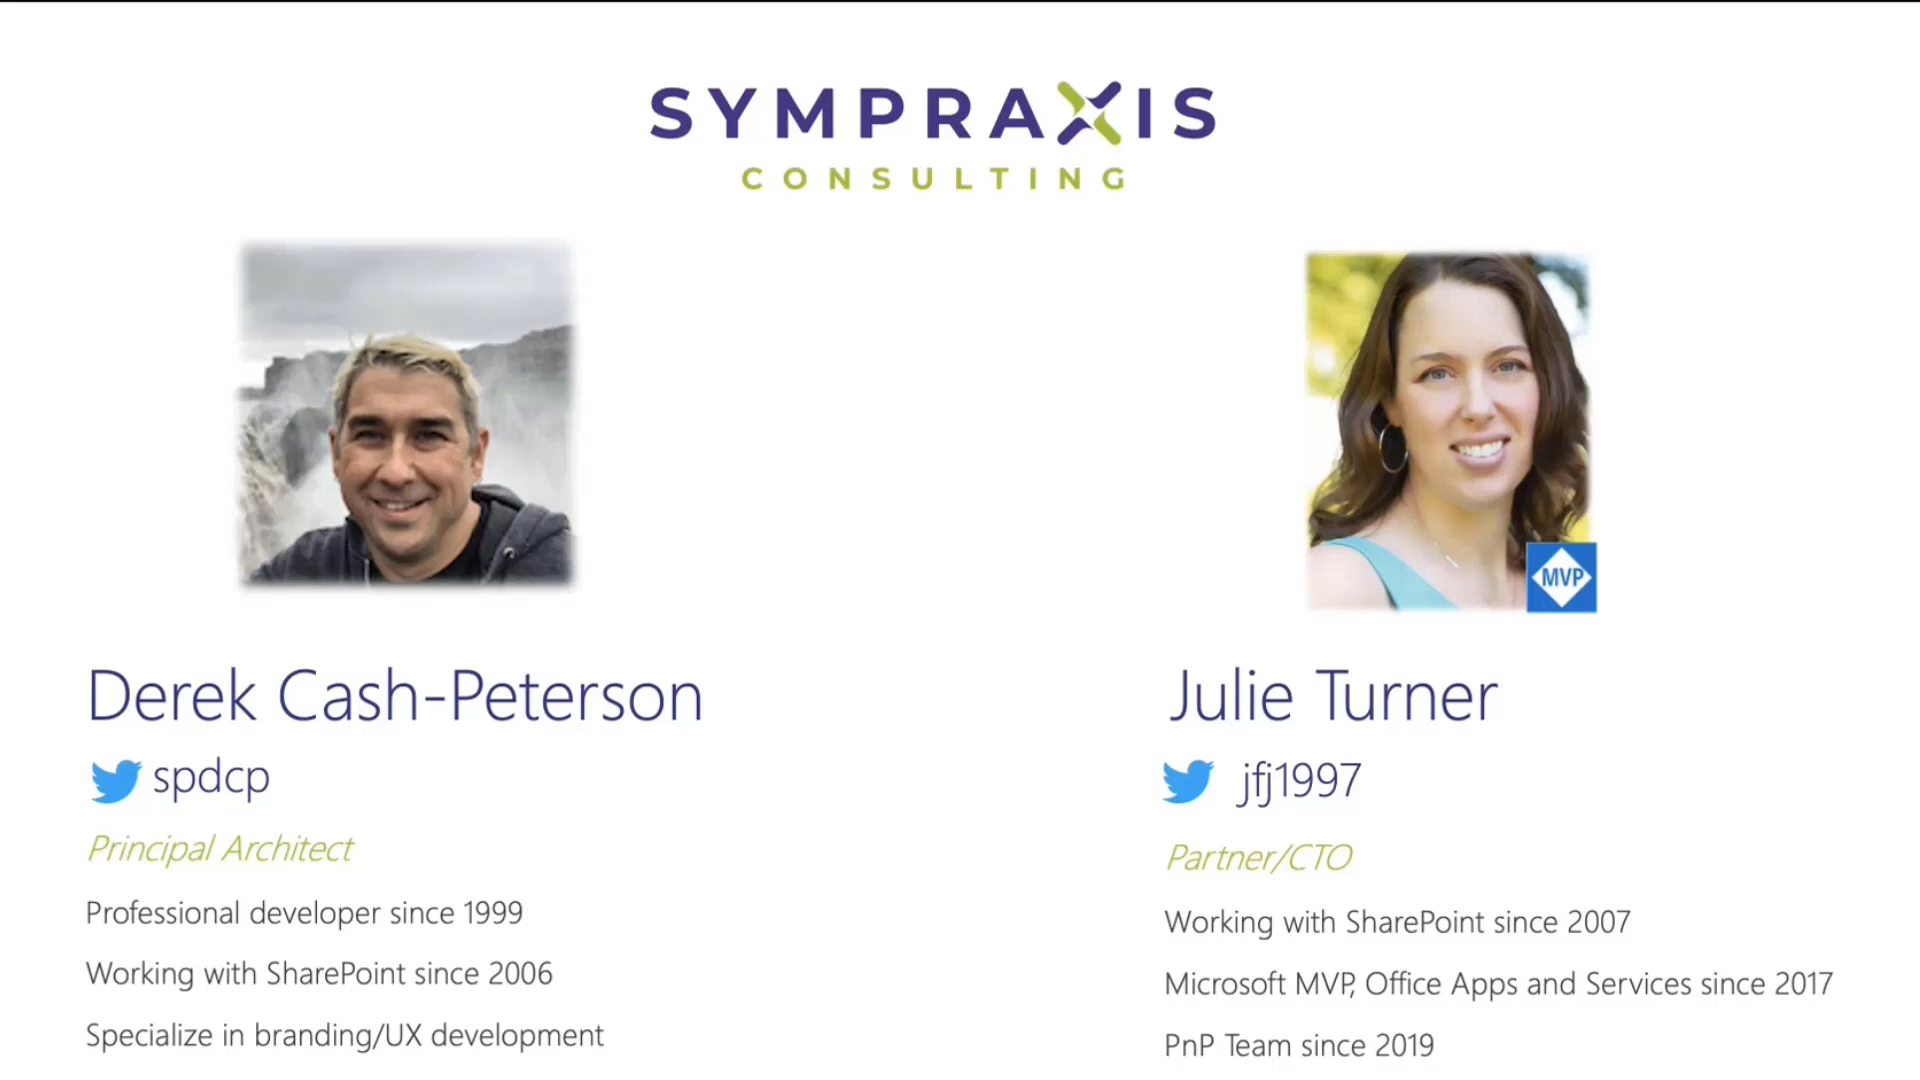 SYMPRAXIS
CONSULTING
MVP
Derek Cash-Peterson
spdcp
Principal Architect
Professional developer since 1999
Working with SharePoint since 2006
Specialize in branding/UX development
Julie Turner
jfj1997
Partner/CTO
Working with SharePoint since 2007
Microsoft MVP, Office Apps and Services since 2017
PnP Team since 2019